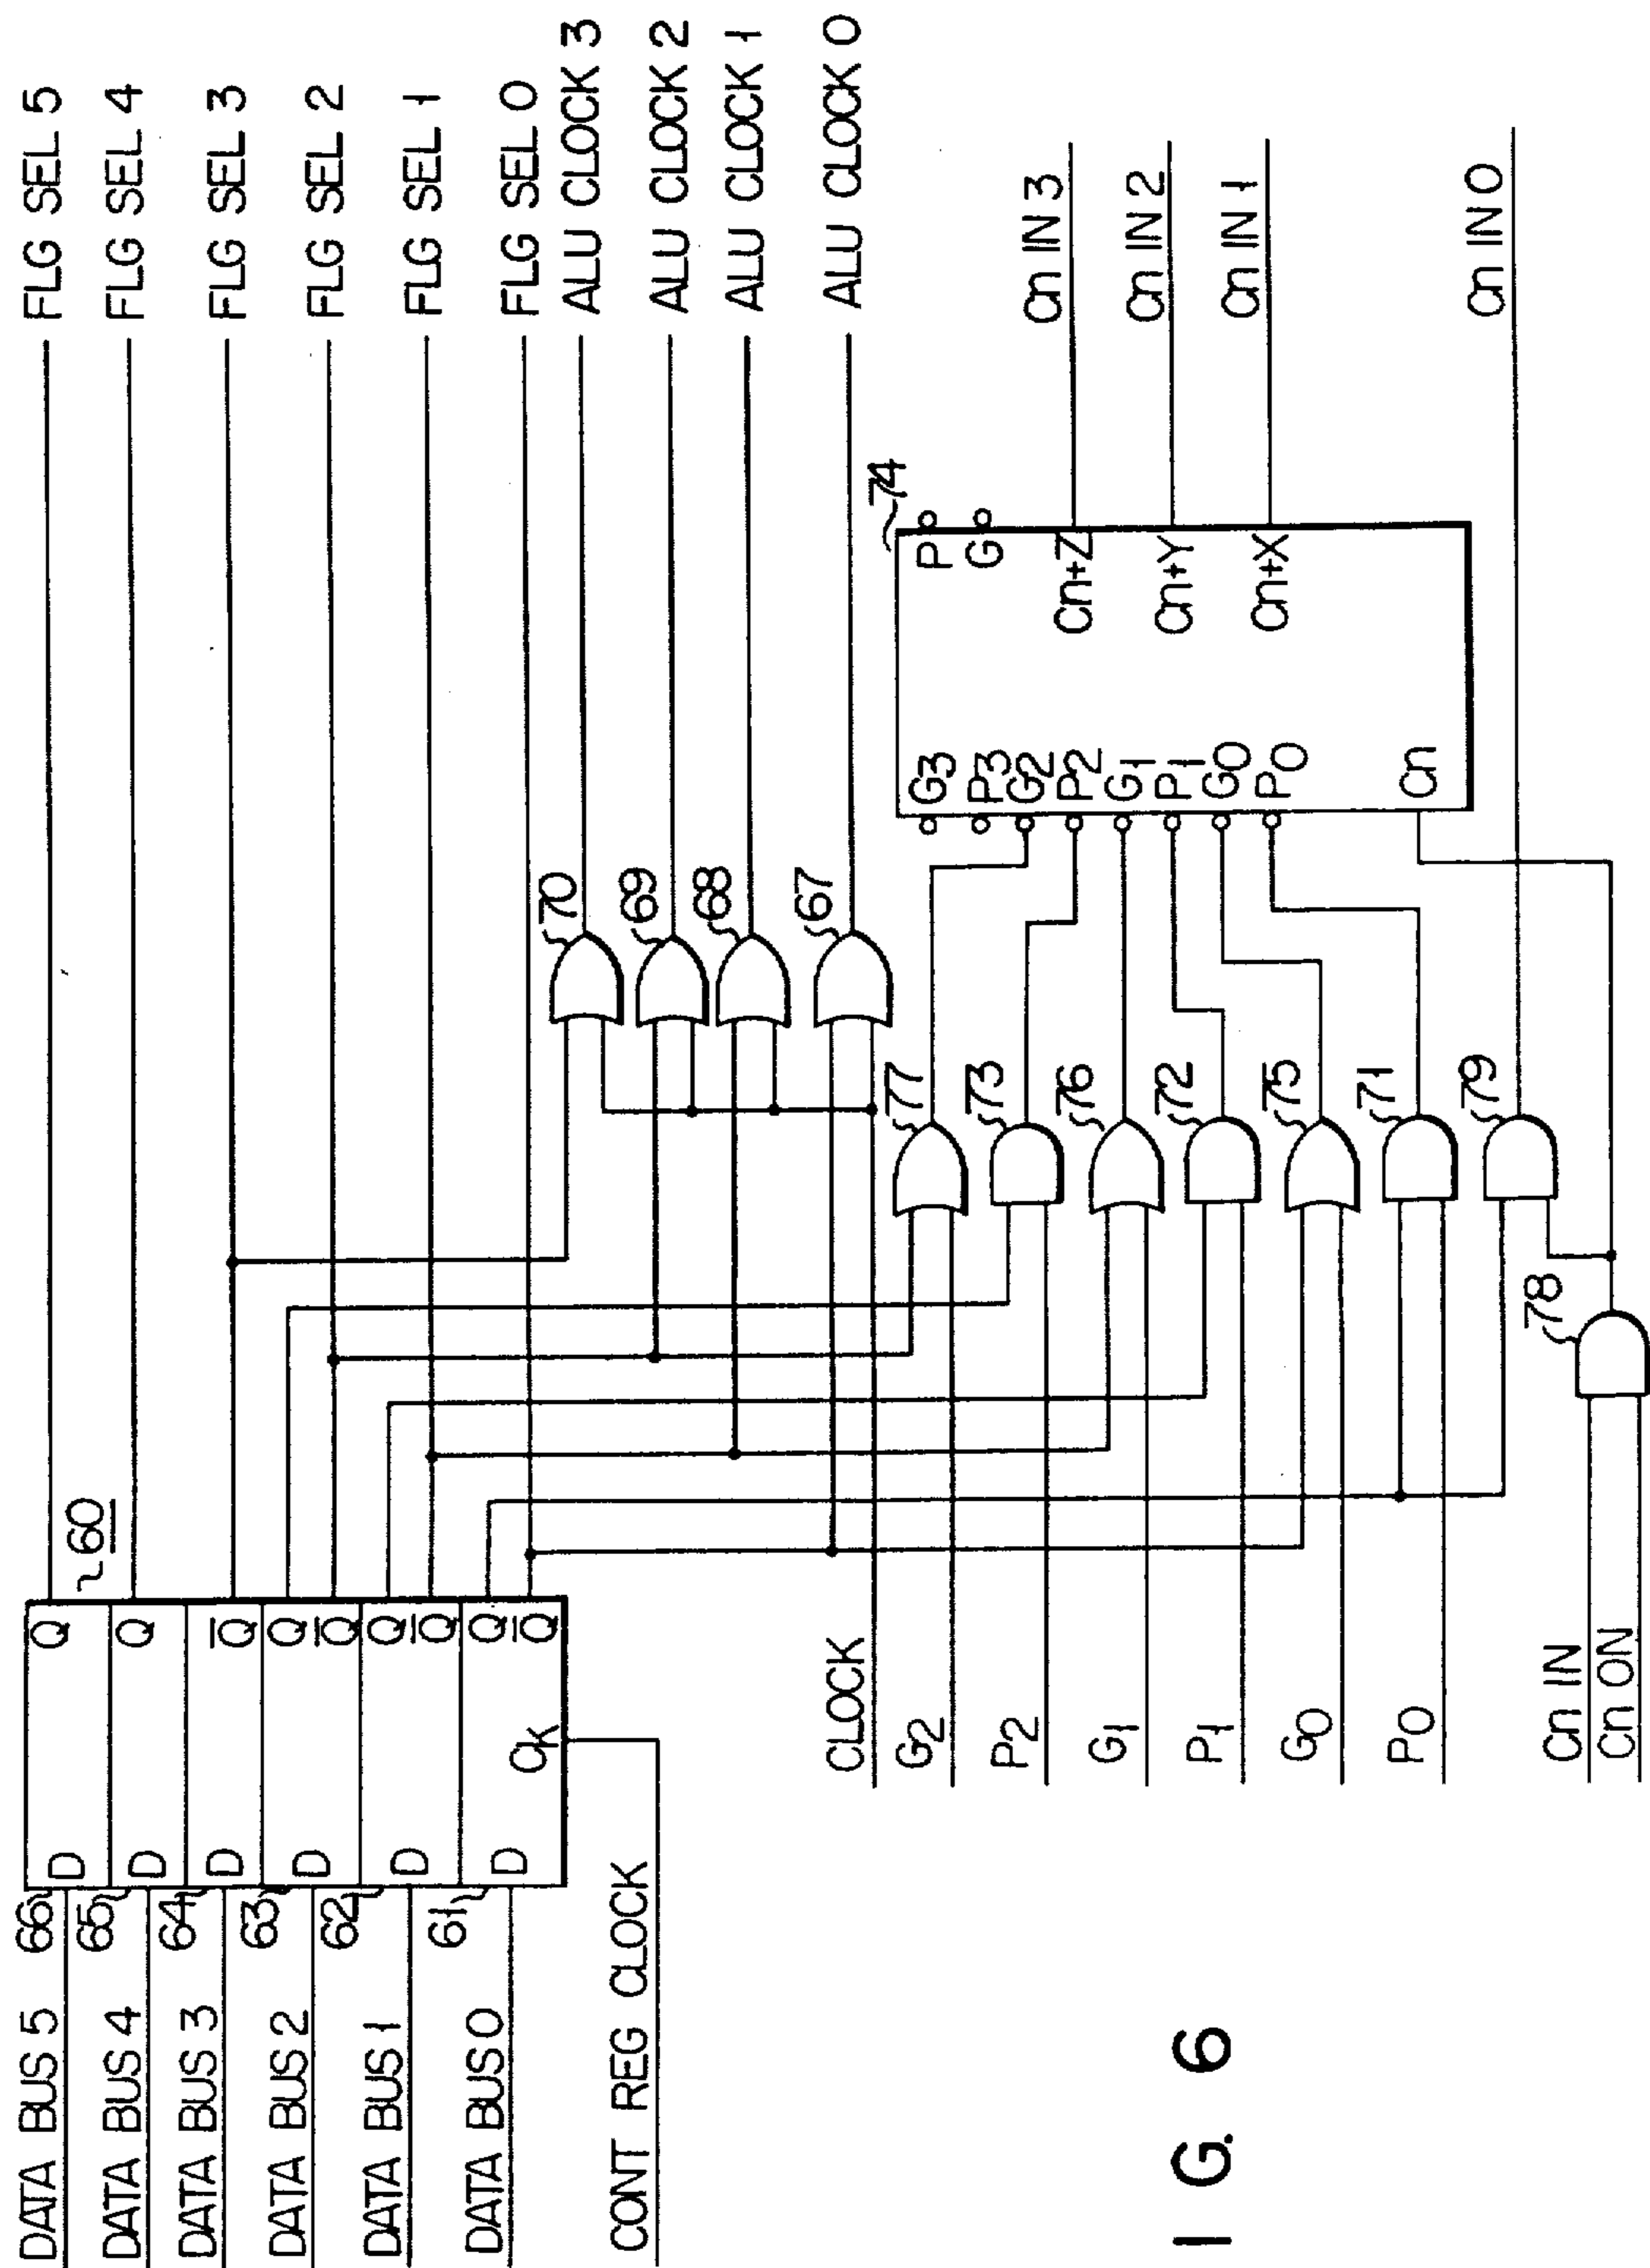 DATA BUS 5
DATA BUS 4
DATA BUS 3
DATA BUS 2
DATA BUS 1
DATA BUS 0
CONT REG CLOCK
66
65
64
63
62
61
D
D
D
D
D
D
CK
Q
Q
Q̅
Q
Q̅
Q
Q̅
Q
Q̅
60
FLG SEL 5
FLG SEL 4
FLG SEL 3
FLG SEL 2
FLG SEL 1
FLG SEL 0
ALU CLOCK 3
ALU CLOCK 2
ALU CLOCK 1
ALU CLOCK 0
70
69
68
67
CLOCK
G2
P2
G1
P1
G0
P0
Cn IN
Cn ON
77
73
76
72
75
71
79
78
74
G3
P3
G2
P2
G1
P1
G0
P0
Cn
P
G
Cn+Z
Cn+Y
Cn+X
Cn IN 3
Cn IN 2
Cn IN 1
Cn IN 0
I G. 6